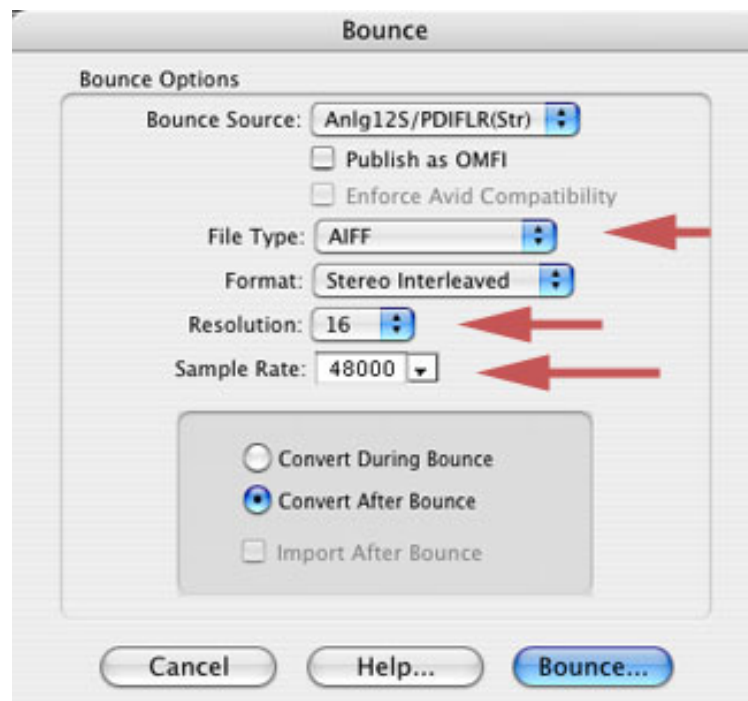 Bounce
Bounce Options
Bounce Source: Anlg12S/PDIFLR(Str)
Publish as OMFI
Enforce Avid Compatibility
File Type: AIFF
Format: Stereo Interleaved
Resolution: 16
Sample Rate: 48000
Convert During Bounce
Convert After Bounce
Import After Bounce
Cancel Help... Bounce...